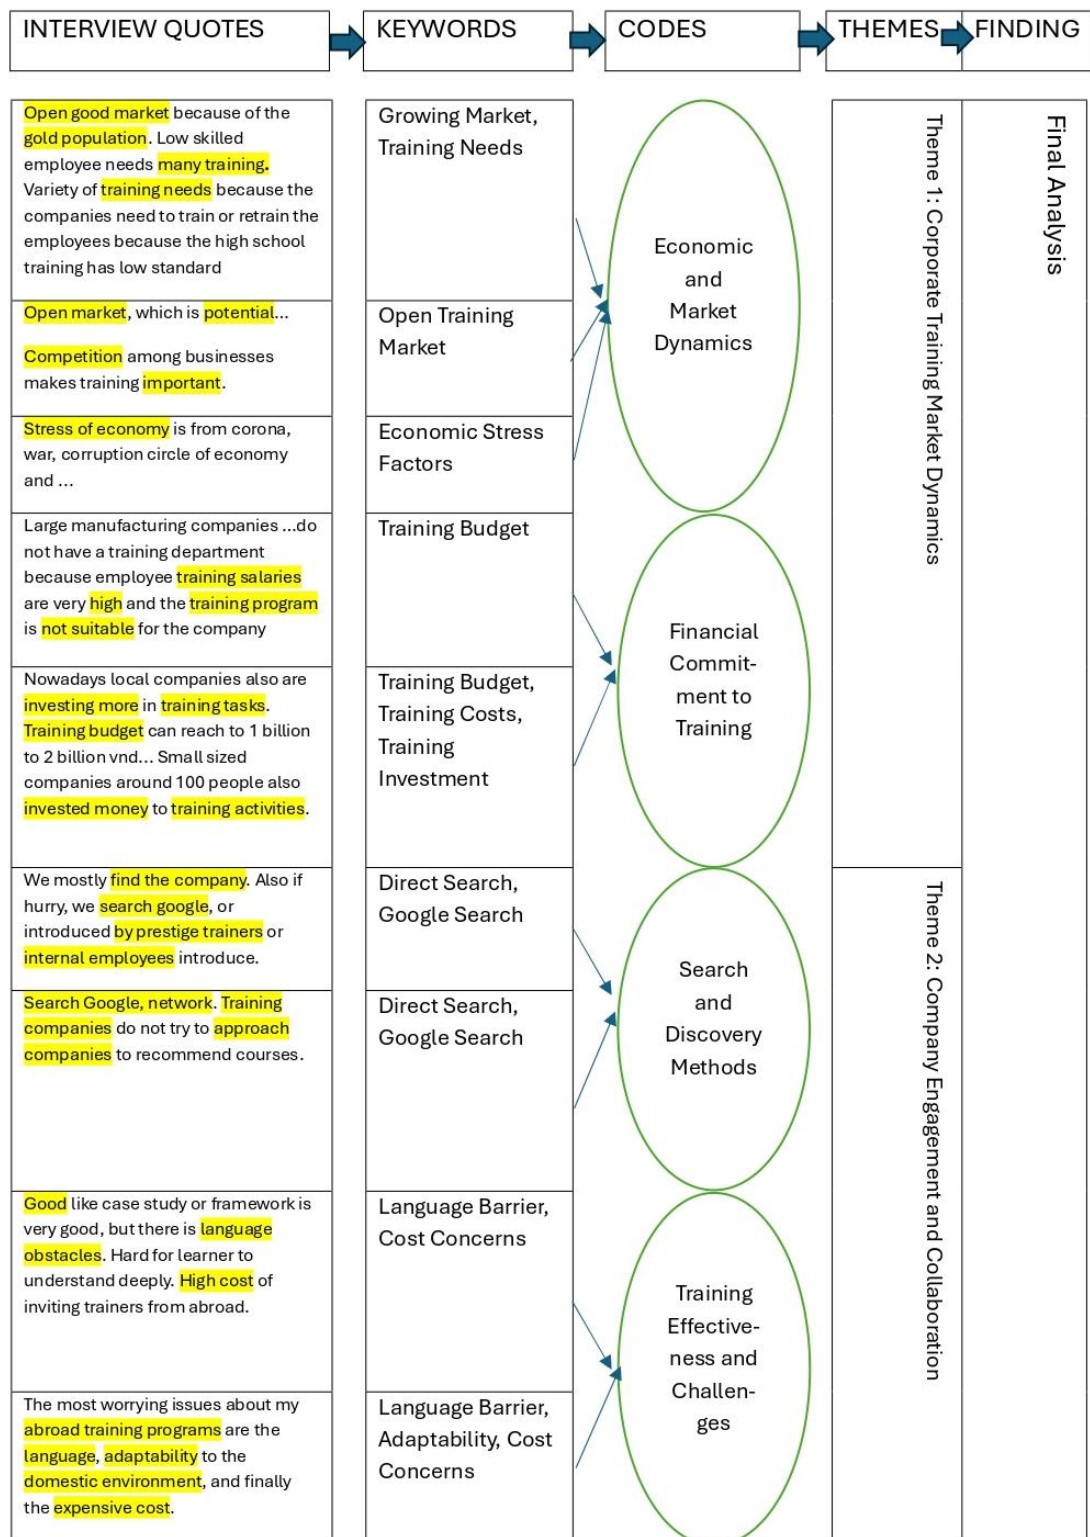 INTERVIEW QUOTES
KEYWORDS
CODES
THEMES
FINDING
Open good market because of the
gold population. Low skilled
employee needs many training.
Variety of training needs because the
companies need to train or retrain the
employees because the high school
training has low standard
Growing Market,
Training Needs
Open market, which is potential...
Competition among businesses
makes training important.
Open Training
Market
Stress of economy is from corona,
war, corruption circle of economy
and ...
Economic Stress
Factors
Economic
and
Market
Dynamics
Large manufacturing companies ...do
not have a training department
because employee training salaries
are very high and the training program
is not suitable for the company
Training Budget
Nowadays local companies also are
investing more in training tasks.
Training budget can reach to 1 billion
to 2 billion vnd... Small sized
companies around 100 people also
invested money to training activities.
Training Budget,
Training Costs,
Training
Investment
Financial
Commit-
ment to
Training
Theme 1: Corporate Training Market Dynamics
Final Analysis
We mostly find the company. Also if
hurry, we search google, or
introduced by prestige trainers or
internal employees introduce.
Direct Search,
Google Search
Search Google, network. Training
companies do not try to approach
companies to recommend courses.
Direct Search,
Google Search
Search
and
Discovery
Methods
Good like case study or framework is
very good, but there is language
obstacles. Hard for learner to
understand deeply. High cost of
inviting trainers from abroad.
Language Barrier,
Cost Concerns
The most worrying issues about my
abroad training programs are the
language, adaptability to the
domestic environment, and finally
the expensive cost.
Language Barrier,
Adaptability, Cost
Concerns
Training
Effective-
ness and
Challen-
ges
Theme 2: Company Engagement and Collaboration